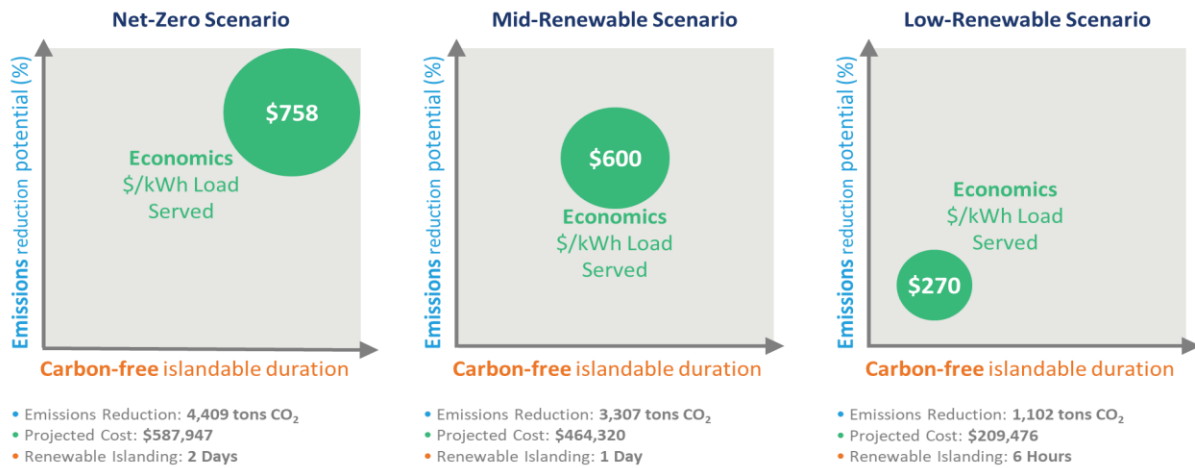 Net-Zero Scenario
Emissions reduction potential (%)
$758
Economics
$/kWh Load
Served
Carbon-free islandable duration
• Emissions Reduction: 4,409 tons CO₂
• Projected Cost: $587,947
• Renewable Islanding: 2 Days
Mid-Renewable Scenario
Emissions reduction potential (%)
$600
Economics
$/kWh Load
Served
Carbon-free islandable duration
• Emissions Reduction: 3,307 tons CO₂
• Projected Cost: $464,320
• Renewable Islanding: 1 Day
Low-Renewable Scenario
Emissions reduction potential (%)
Economics
$/kWh Load
Served
$270
Carbon-free islandable duration
• Emissions Reduction: 1,102 tons CO₂
• Projected Cost: $209,476
• Renewable Islanding: 6 Hours